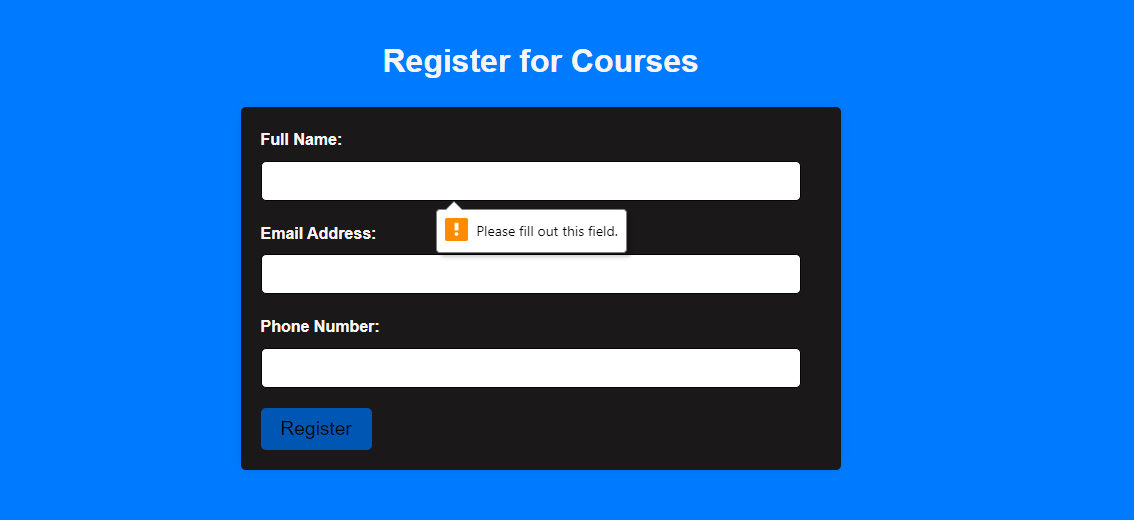 Register for Courses
Full Name:
Please fill out this field.
Email Address:
Phone Number:
Register